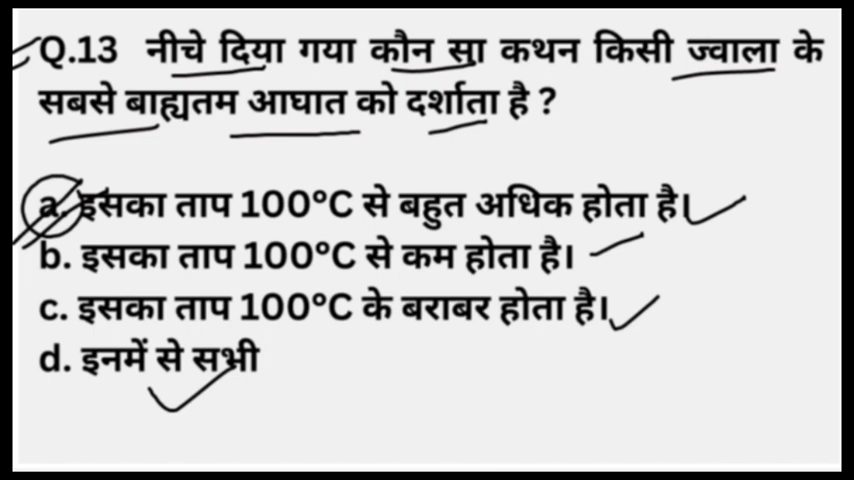 Q.13 नीचे दिया गया कौन सा कथन किसी ज्वाला के
सबसे बाह्यतम आघात को दर्शाता है ?
a. इसका ताप 100°C से बहुत अधिक होता है।
b. इसका ताप 100°C से कम होता है।
c. इसका ताप 100°C के बराबर होता है।
d. इनमें से सभी